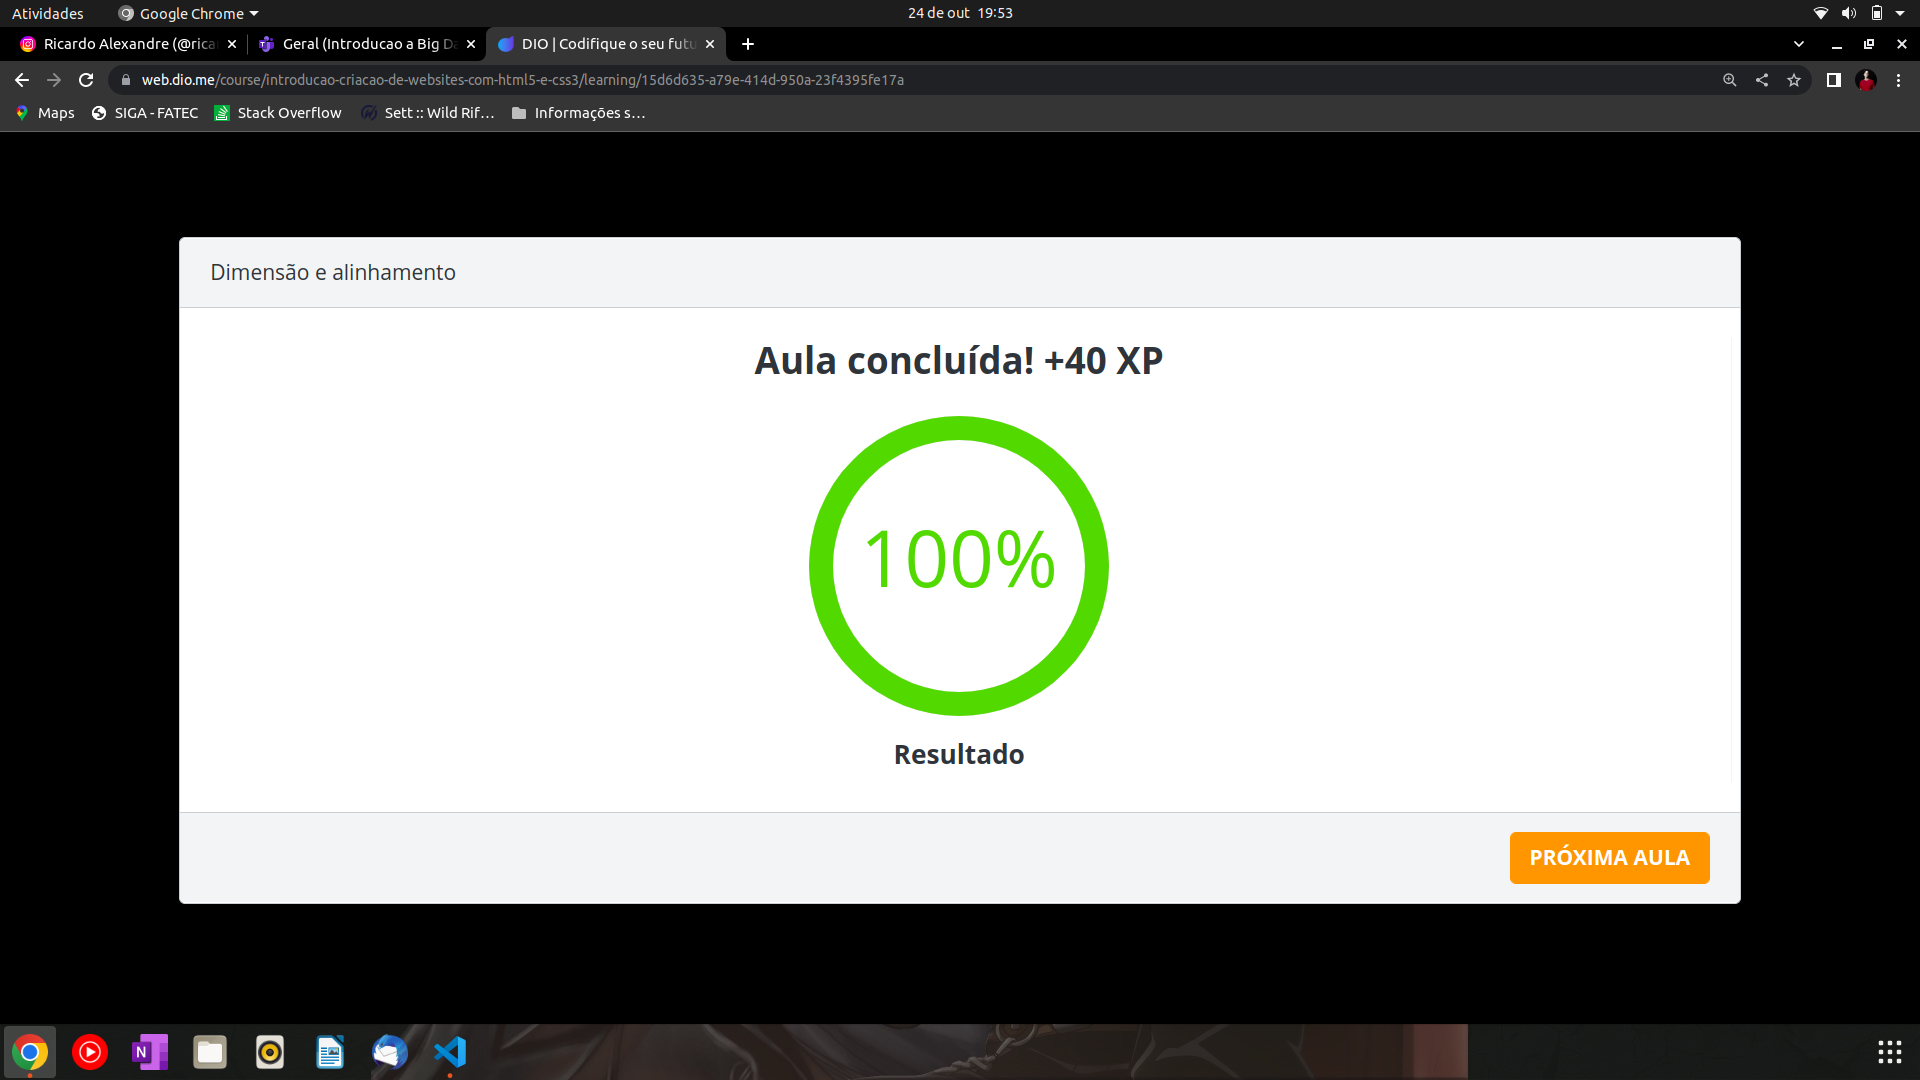 Atividades
Google Chrome
24 de out 19:53
Ricardo Alexandre (@rica
Geral (Introducao a Big Da
DIO | Codifique o seu futu
web.dio.me/course/introducao-criacao-de-websites-com-html5-e-css3/learning/15d6d635-a79e-414d-950a-23f4395fe17a
Maps
SIGA - FATEC
Stack Overflow
Sett :: Wild Rif…
Informações s…
Dimensão e alinhamento
Aula concluída! +40 XP
100%
Resultado
PRÓXIMA AULA
N